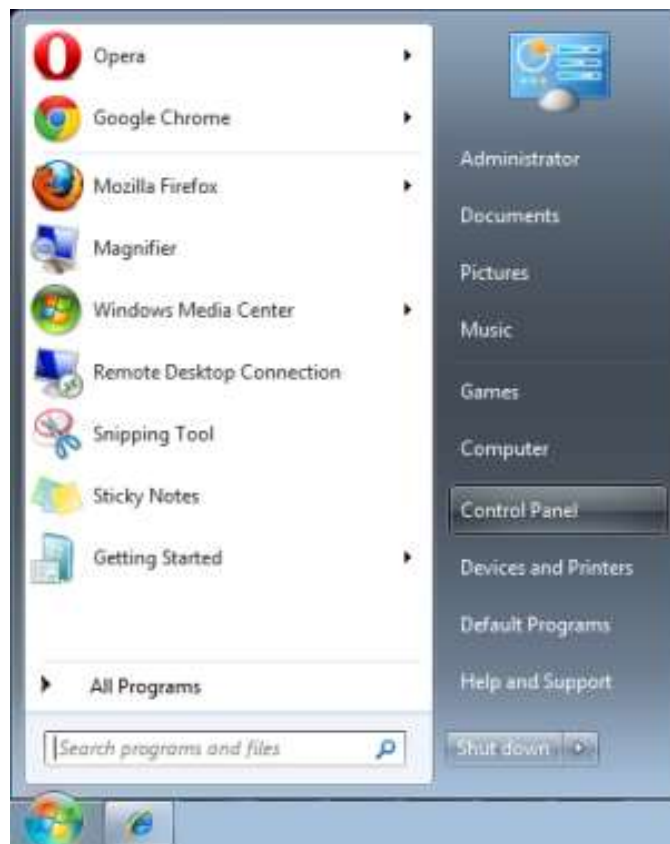 Opera
Google Chrome
Mozilla Firefox
Magnifier
Windows Media Center
Remote Desktop Connection
Snipping Tool
Sticky Notes
Getting Started
All Programs
Search programs and files
Administrator
Documents
Pictures
Music
Games
Computer
Control Panel
Devices and Printers
Default Programs
Help and Support
Shut down